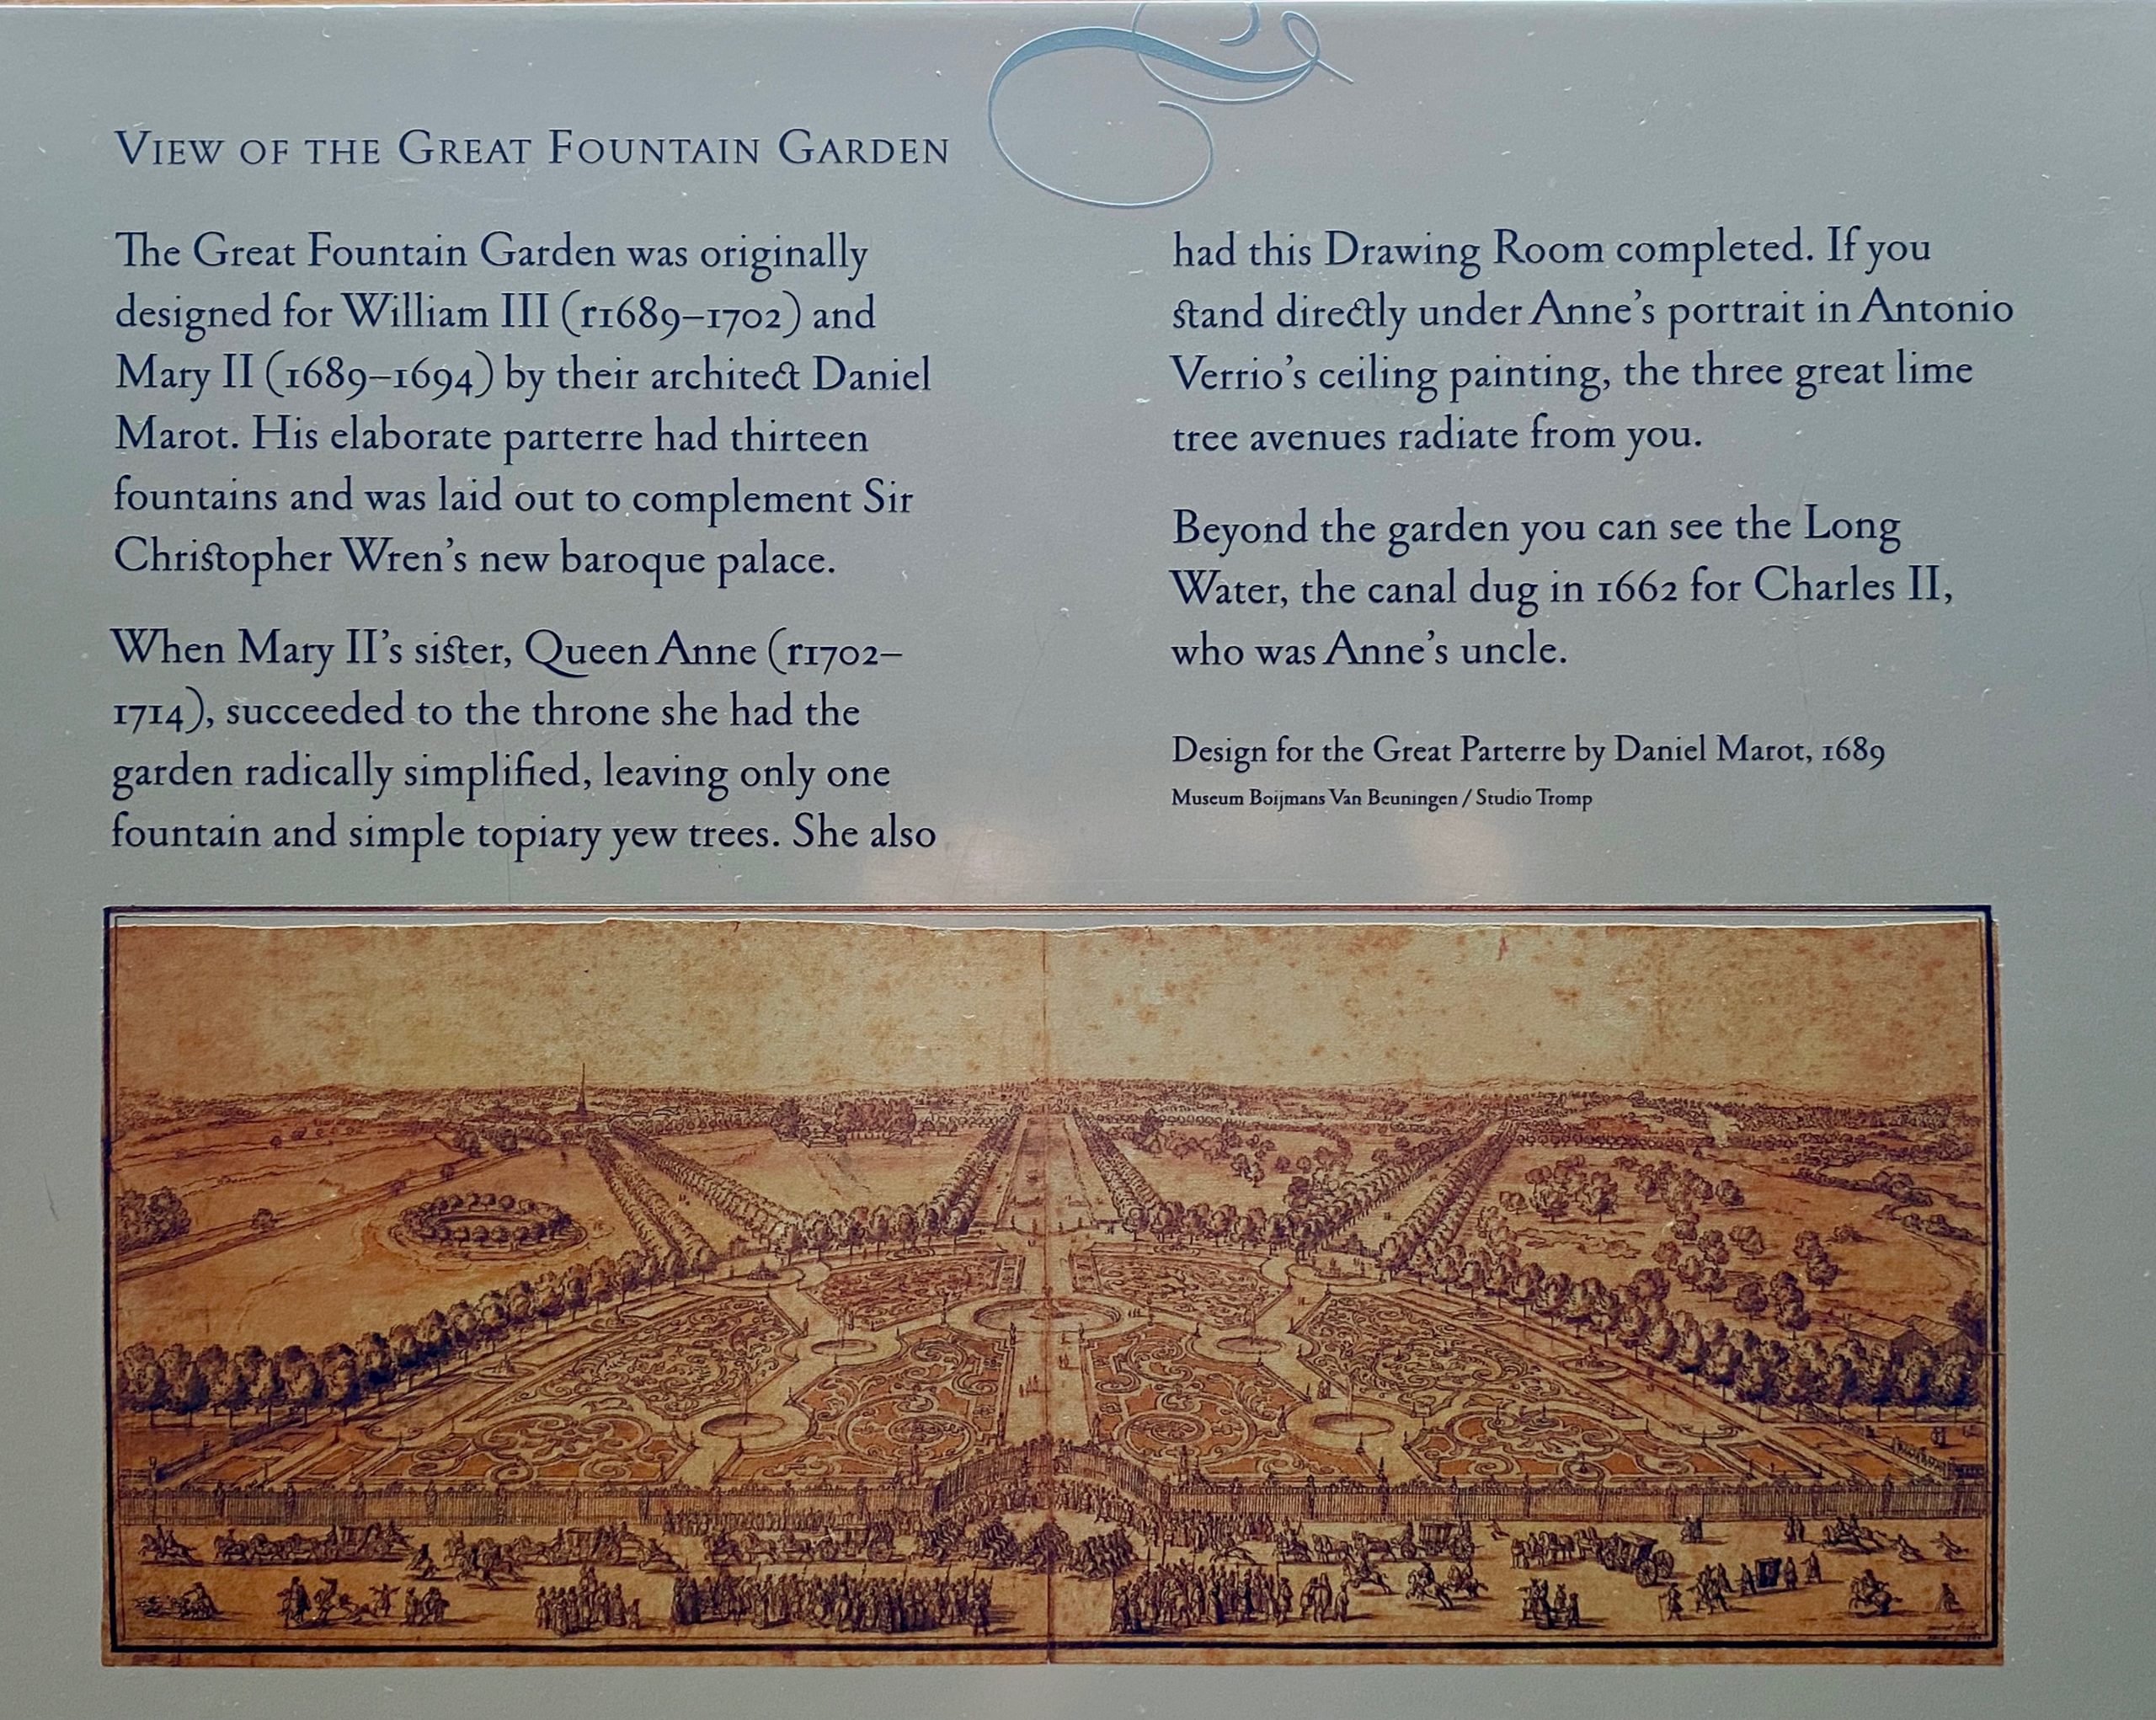 View of the Great Fountain Garden
The Great Fountain Garden was originally
designed for William III (r1689–1702) and
Mary II (1689–1694) by their architect Daniel
Marot. His elaborate parterre had thirteen
fountains and was laid out to complement Sir
Christopher Wren’s new baroque palace.
When Mary II’s sister, Queen Anne (r1702–
1714), succeeded to the throne she had the
garden radically simplified, leaving only one
fountain and simple topiary yew trees. She also
had this Drawing Room completed. If you
stand directly under Anne’s portrait in Antonio
Verrio’s ceiling painting, the three great lime
tree avenues radiate from you.
Beyond the garden you can see the Long
Water, the canal dug in 1662 for Charles II,
who was Anne’s uncle.
Design for the Great Parterre by Daniel Marot, 1689
Museum Boijmans Van Beuningen / Studio Tromp